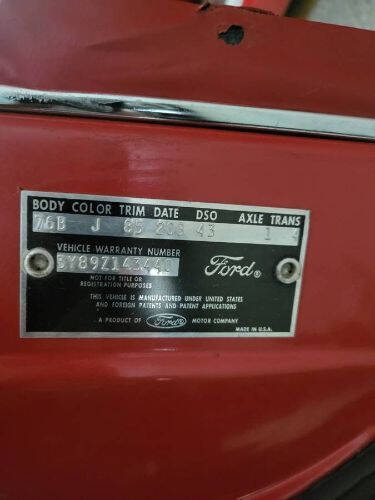 BODY COLOR TRIM DATE DSO AXLE TRANS
76B J 85 20G 43 1 4
VEHICLE WARRANTY NUMBER
Ford®
NOT FOR TITLE OR
REGISTRATION PURPOSES
THIS VEHICLE IS MANUFACTURED UNDER UNITED STATES
AND FOREIGN PATENTS AND PATENT APPLICATIONS
A PRODUCT OF Ford MOTOR COMPANY
MADE IN U.S.A.